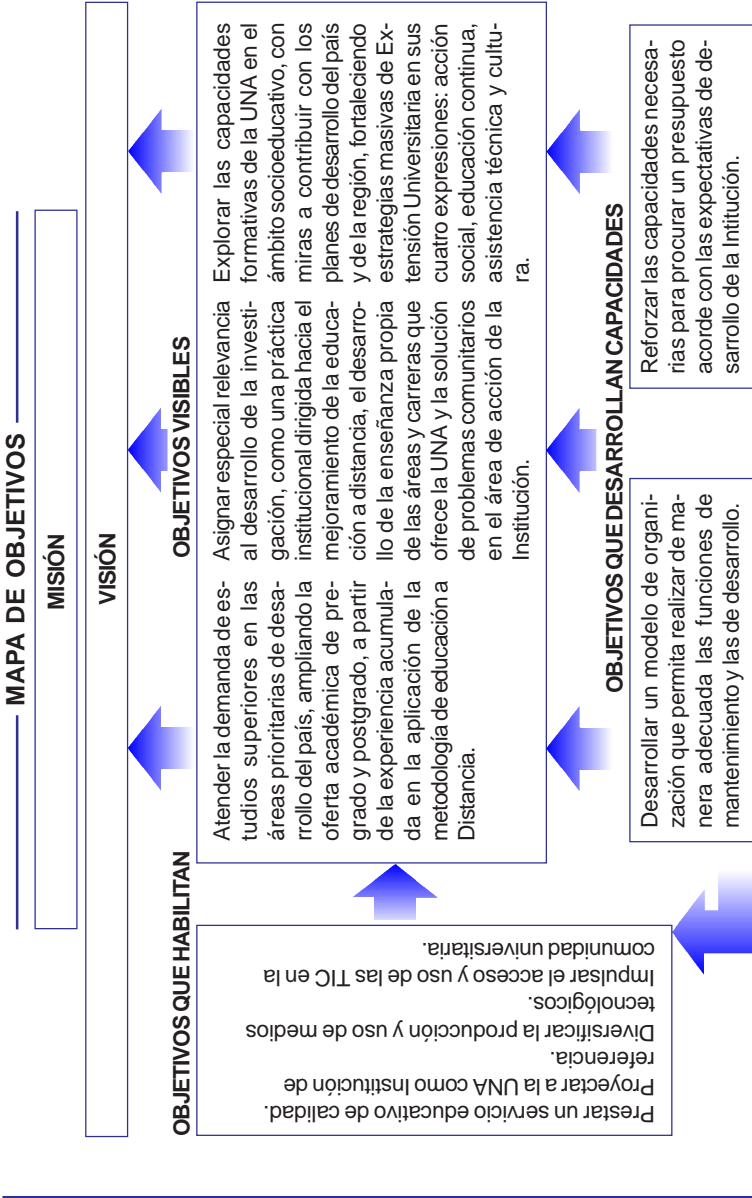 MAPA DE OBJETIVOS
MISIÓN
VISIÓN
OBJETIVOS QUE HABILITAN
Prestar un servicio educativo de calidad.
Proyectar a la UNA como Institución de
referencia.
Diversificar la producción y uso de medios
tecnológicos.
Impulsar el acceso y uso de las TIC en la
comunidad universitaria.
OBJETIVOS VISIBLES
Atender la demanda de es-
tudios superiores en las
áreas prioritarias de desa-
rrollo del país, ampliando la
oferta académica de pre-
grado y postgrado, a partir
de la experiencia acumula-
da en la aplicación de la
metodología de educación a
Distancia.
Asignar especial relevancia
al desarrollo de la investi-
gación, como una práctica
institucional dirigida hacia el
mejoramiento de la educa-
ción a distancia, el desarro-
llo de la enseñanza propia
de las áreas y carreras que
ofrece la UNA y la solución
de problemas comunitarios
en el área de acción de la
Institución.
Explorar las capacidades
formativas de la UNA en el
ámbito socioeducativo, con
miras a contribuir con los
planes de desarrollo del país
y de la región, fortaleciendo
estrategias masivas de Ex-
tensión Universitaria en sus
cuatro expresiones: acción
social, educación continua,
asistencia técnica y cultu-
ra.
OBJETIVOS QUE DESARROLLAN CAPACIDADES
Desarrollar un modelo de organi-
zación que permita realizar de ma-
nera adecuada las funciones de
mantenimiento y las de desarrollo.
Reforzar las capacidades necesa-
rias para procurar un presupuesto
acorde con las expectativas de de-
sarrollo de la Intitución.